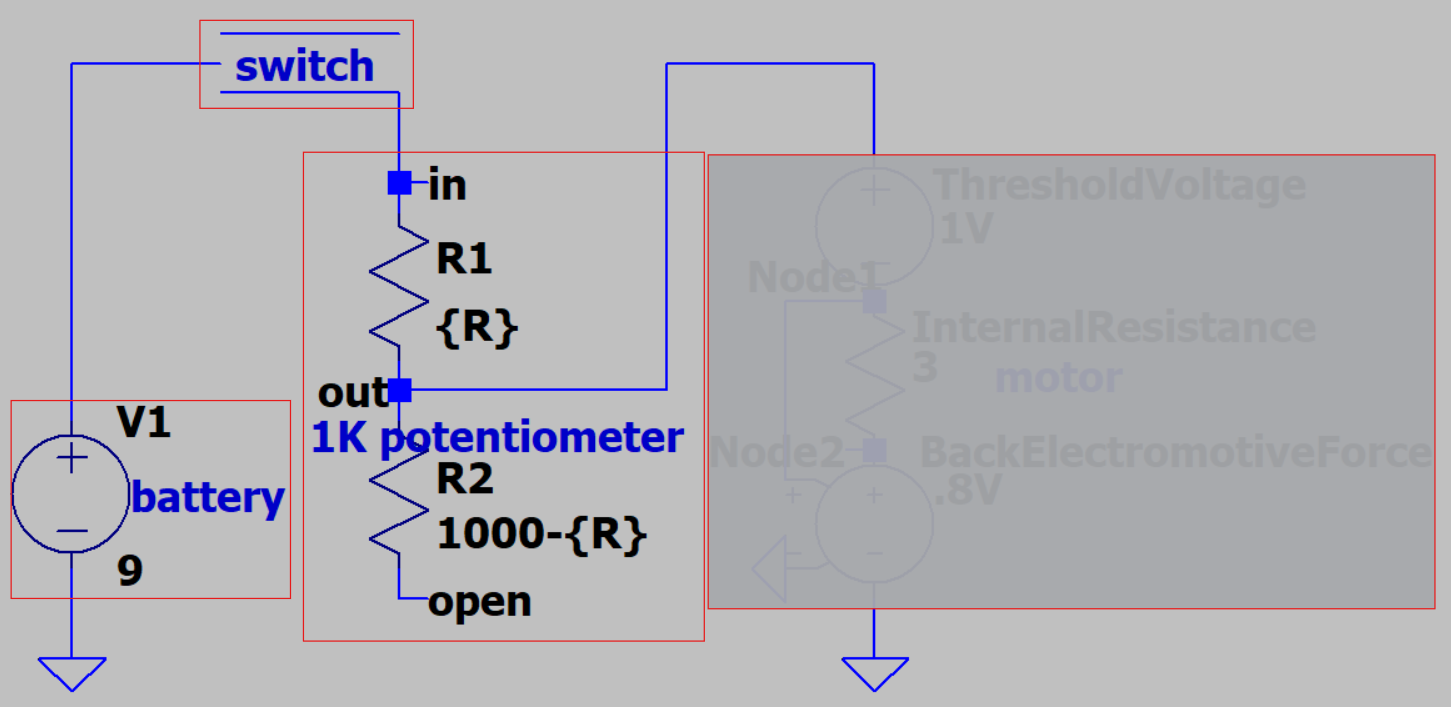 switch
in
R1
{R}
out
1K potentiometer
R2
1000-{R}
open
V1
battery
9
ThresholdVoltage
1V
Node1
InternalResistance
3
motor
Node2
BackElectromotiveForce
.8V